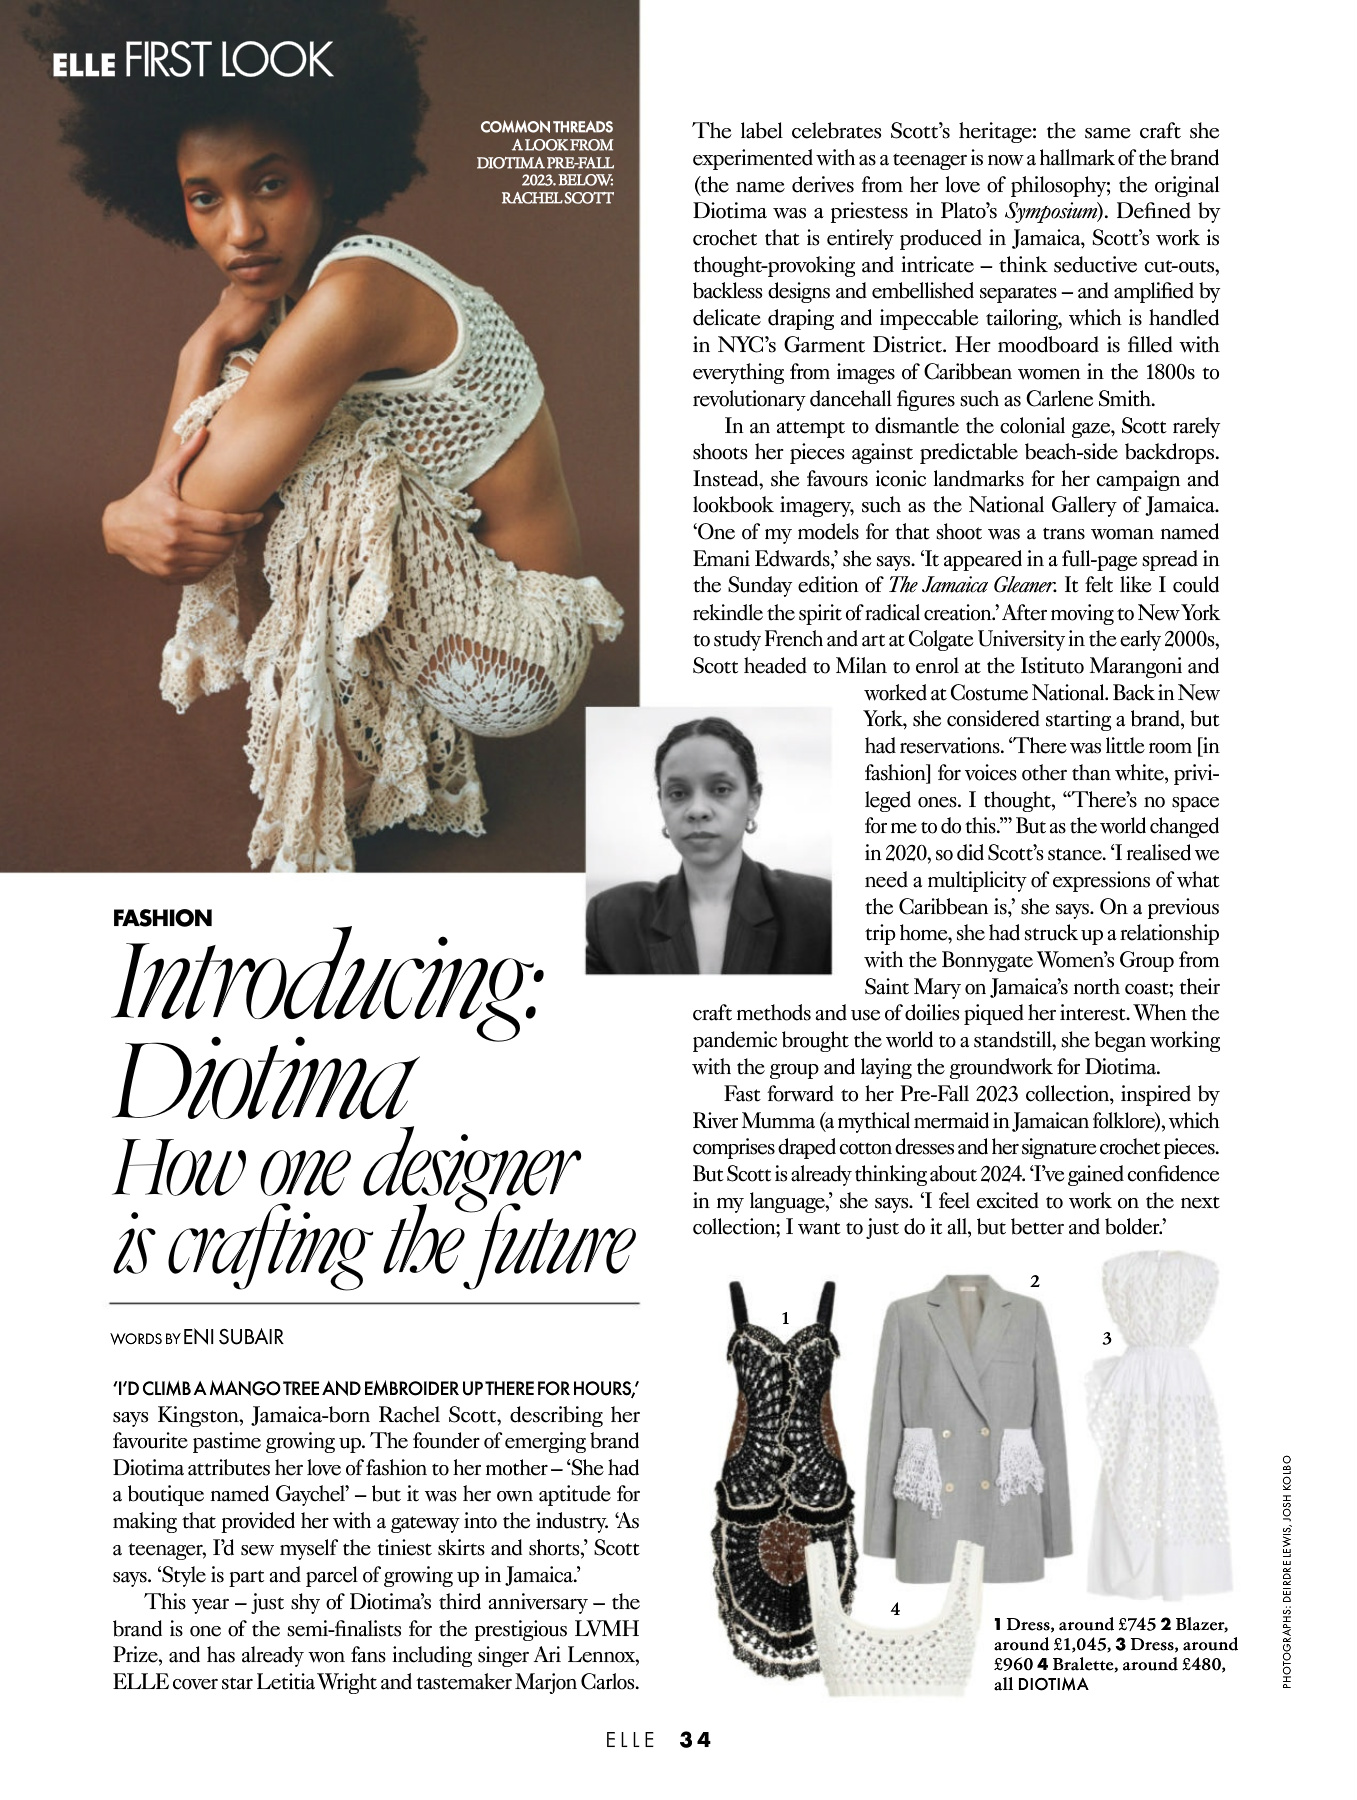 ELLE FIRST LOOK
COMMON THREADS
A LOOK FROM
DIOTIMA PRE-FALL
2023. BELOW:
RACHEL SCOTT
FASHION
Introducing:
Diotima
How one designer
is crafting the future
WORDS BY ENI SUBAIR
‘I’D CLIMB A MANGO TREE AND EMBROIDER UP THERE FOR HOURS,’
says Kingston, Jamaica-born Rachel Scott, describing her
favourite pastime growing up. The founder of emerging brand
Diotima attributes her love of fashion to her mother – ‘She had
a boutique named Gaychel’ – but it was her own aptitude for
making that provided her with a gateway into the industry. ‘As
a teenager, I’d sew myself the tiniest skirts and shorts,’ Scott
says. ‘Style is part and parcel of growing up in Jamaica.’
This year – just shy of Diotima’s third anniversary – the
brand is one of the semi-finalists for the prestigious LVMH
Prize, and has already won fans including singer Ari Lennox,
ELLE cover star Letitia Wright and tastemaker Marjon Carlos.
The label celebrates Scott’s heritage: the same craft she
experimented with as a teenager is now a hallmark of the brand
(the name derives from her love of philosophy; the original
Diotima was a priestess in Plato’s Symposium). Defined by
crochet that is entirely produced in Jamaica, Scott’s work is
thought-provoking and intricate – think seductive cut-outs,
backless designs and embellished separates – and amplified by
delicate draping and impeccable tailoring, which is handled
in NYC’s Garment District. Her moodboard is filled with
everything from images of Caribbean women in the 1800s to
revolutionary dancehall figures such as Carlene Smith.
In an attempt to dismantle the colonial gaze, Scott rarely
shoots her pieces against predictable beach-side backdrops.
Instead, she favours iconic landmarks for her campaign and
lookbook imagery, such as the National Gallery of Jamaica.
‘One of my models for that shoot was a trans woman named
Emani Edwards,’ she says. ‘It appeared in a full-page spread in
the Sunday edition of The Jamaica Gleaner. It felt like I could
rekindle the spirit of radical creation.’ After moving to New York
to study French and art at Colgate University in the early 2000s,
Scott headed to Milan to enrol at the Istituto Marangoni and
worked at Costume National. Back in New
York, she considered starting a brand, but
had reservations. ‘There was little room [in
fashion] for voices other than white, privi-
leged ones. I thought, “There’s no space
for me to do this.”’ But as the world changed
in 2020, so did Scott’s stance. ‘I realised we
need a multiplicity of expressions of what
the Caribbean is,’ she says. On a previous
trip home, she had struck up a relationship
with the Bonnygate Women’s Group from
Saint Mary on Jamaica’s north coast; their
craft methods and use of doilies piqued her interest. When the
pandemic brought the world to a standstill, she began working
with the group and laying the groundwork for Diotima.
Fast forward to her Pre-Fall 2023 collection, inspired by
River Mumma (a mythical mermaid in Jamaican folklore), which
comprises draped cotton dresses and her signature crochet pieces.
But Scott is already thinking about 2024. ‘I’ve gained confidence
in my language,’ she says. ‘I feel excited to work on the next
collection; I want to just do it all, but better and bolder.’
1
2
3
4
1 Dress, around £745 2 Blazer,
around £1,045, 3 Dress, around
£960 4 Bralette, around £480,
all DIOTIMA
PHOTOGRAPHS: DEIRDRE LEWIS, JOSH KOLBO
ELLE 34